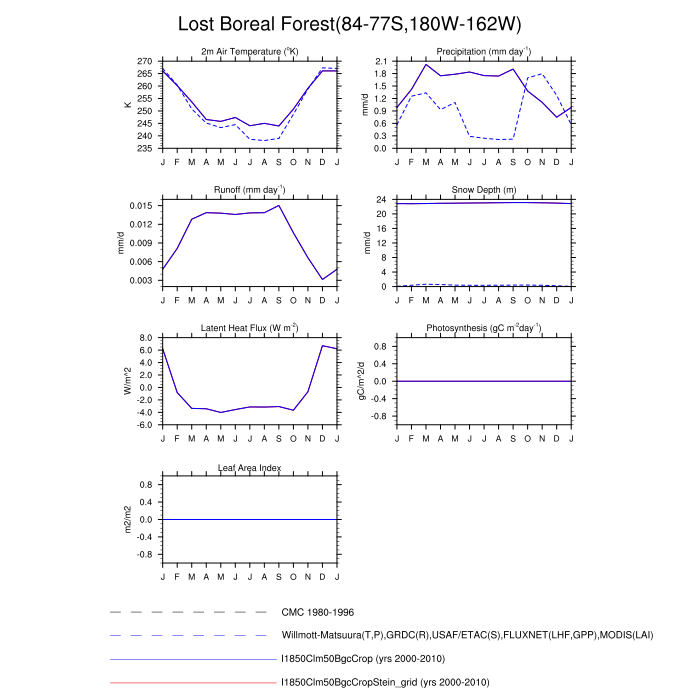 Lost Boreal Forest(84-77S,180W-162W)
2m Air Temperature (°K)
270
265
260
255
250
245
240
235
K
J F M A M J J A S O N D J
Precipitation (mm day-1)
2.1
1.8
1.5
1.2
0.9
0.6
0.3
0.0
mm/d
J F M A M J J A S O N D J
Runoff (mm day-1)
0.015
0.012
0.009
0.006
0.003
mm/d
J F M A M J J A S O N D J
Snow Depth (m)
24
20
16
12
8
4
0
mm/d
J F M A M J J A S O N D J
Latent Heat Flux (W m-2)
8.0
6.0
4.0
2.0
0.0
-2.0
-4.0
-6.0
W/m^2
J F M A M J J A S O N D J
Photosynthesis (gC m-2day-1)
0.8
0.4
0.0
-0.4
-0.8
gC/m^2/d
J F M A M J J A S O N D J
Leaf Area Index
0.8
0.4
0.0
-0.4
-0.8
m2/m2
J F M A M J J A S O N D J
CMC 1980-1996
Willmott-Matsuura(T,P),GRDC(R),USAF/ETAC(S),FLUXNET(LHF,GPP),MODIS(LAI)
I1850Clm50BgcCrop (yrs 2000-2010)
I1850Clm50BgcCropStein_grid (yrs 2000-2010)